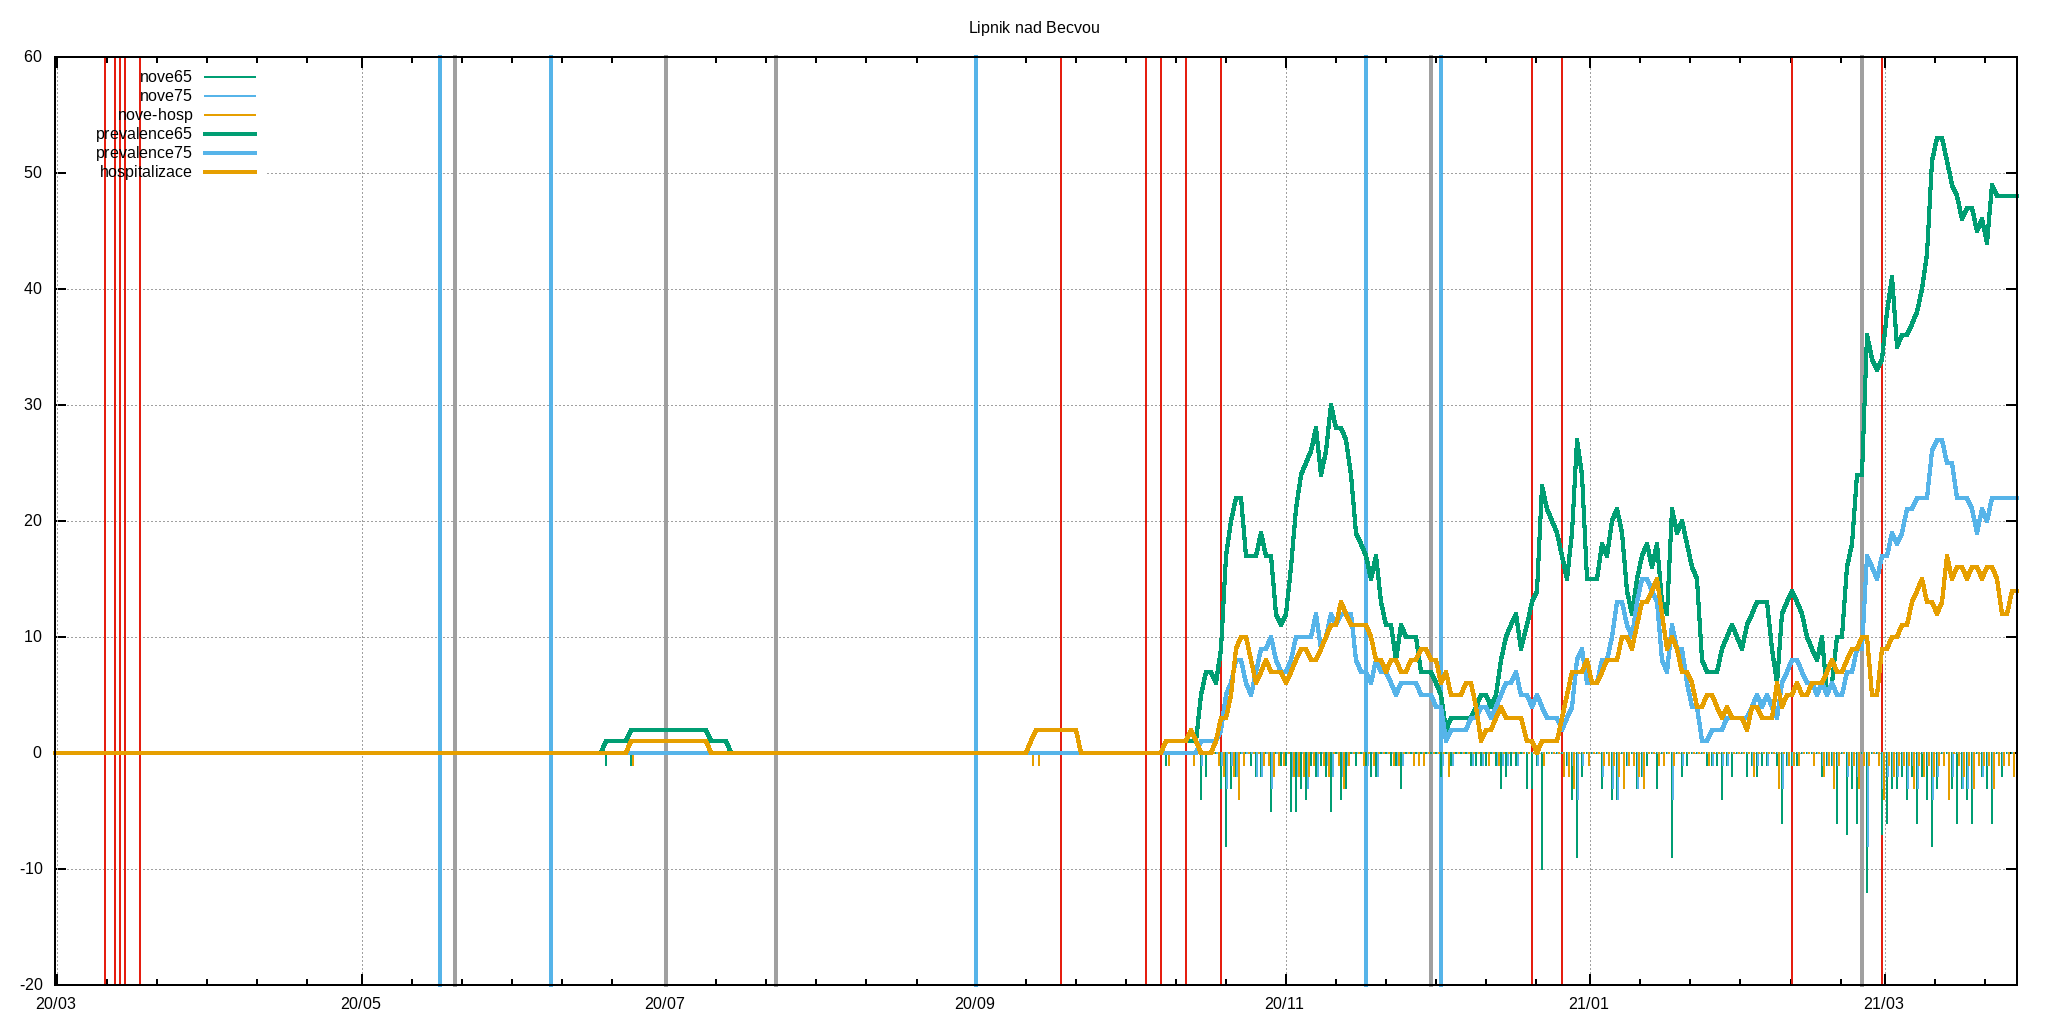 Lipnik nad Becvou
60
50
40
30
20
10
0
-10
-20
nove65
nove75
nove-hosp
prevalence65
prevalence75
hospitalizace
20/03 20/05 20/07 20/09 20/11 21/01 21/03